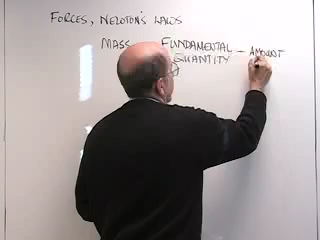 FORCES, NEWTON'S LAWS
MASS FUNDAMENTAL – AMOUNT
QUANTITY